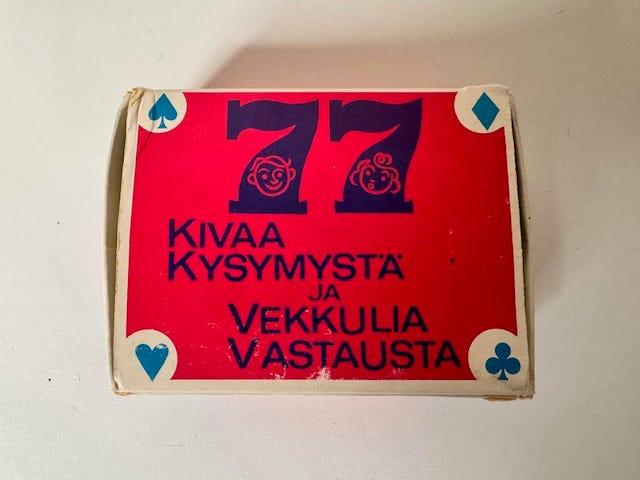 77
KIVAA
KYSYMYSTÄ
JA
VEKKULIA
VASTAUSTA